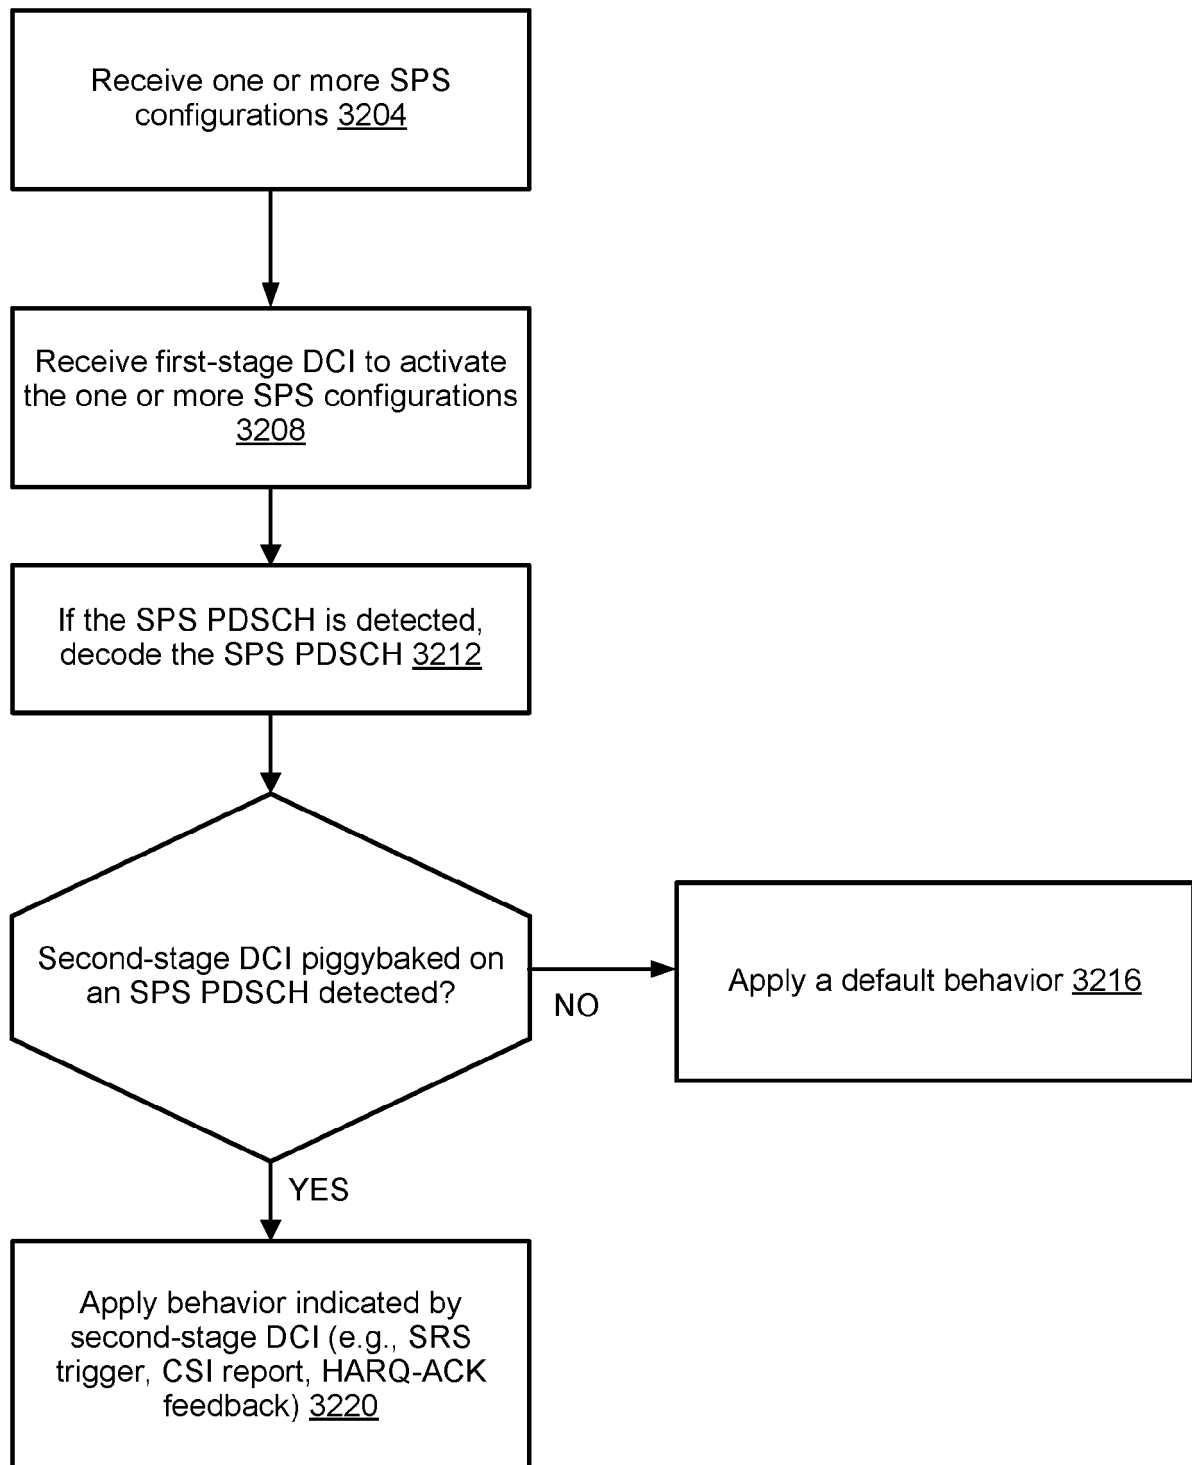 Receive one or more SPS
configurations 3204
Receive first-stage DCI to activate
the one or more SPS configurations
3208
If the SPS PDSCH is detected,
decode the SPS PDSCH 3212
Second-stage DCI piggybaked on
an SPS PDSCH detected?
NO
Apply a default behavior 3216
YES
Apply behavior indicated by
second-stage DCI (e.g., SRS
trigger, CSI report, HARQ-ACK
feedback) 3220